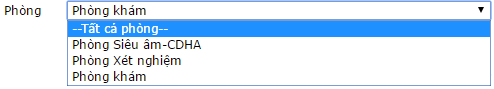 Phòng Phòng khám
--Tất cả phòng--
Phòng Siêu âm-CDHA
Phòng Xét nghiệm
Phòng khám